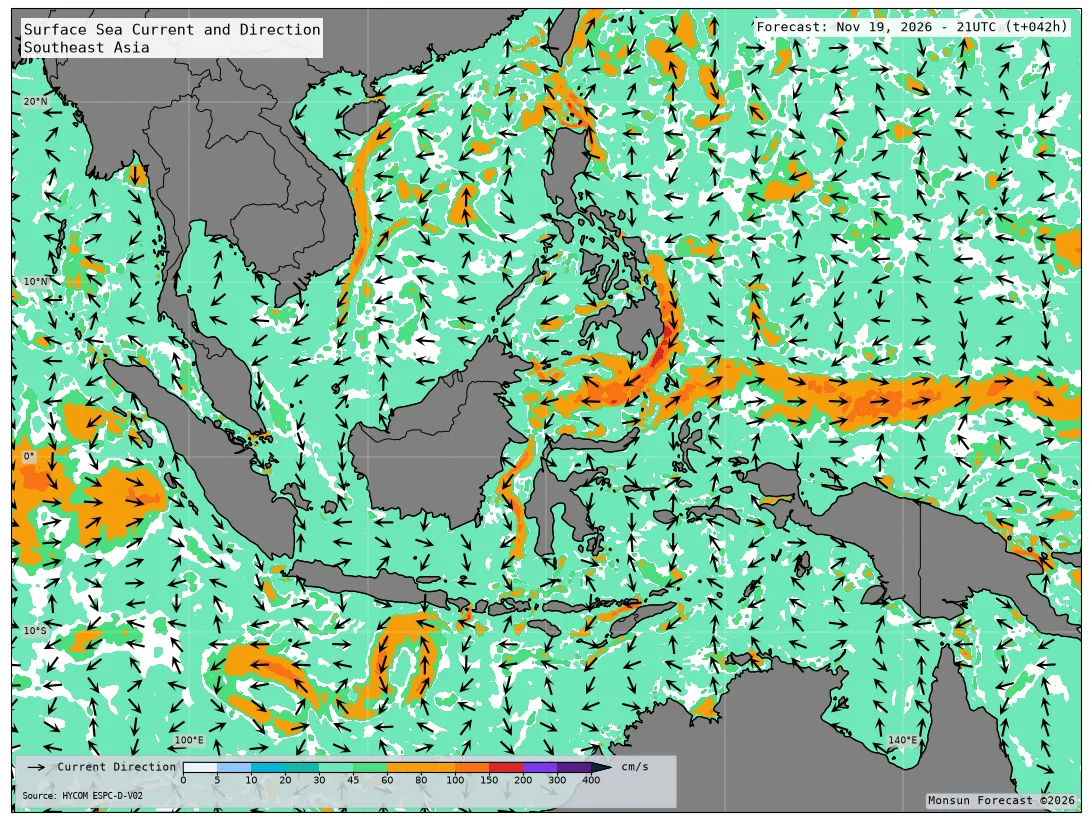 Surface Sea Current and Direction
Southeast Asia
Forecast: Nov 19, 2026 - 21UTC (t+042h)
20°N
10°N
0°
10°S
100°E
140°E
Current Direction
0 5 10 20 30 45 60 80 100 150 200 300 400
cm/s
Source: HYCOM ESPC-D-V02
Monsun Forecast ©2026